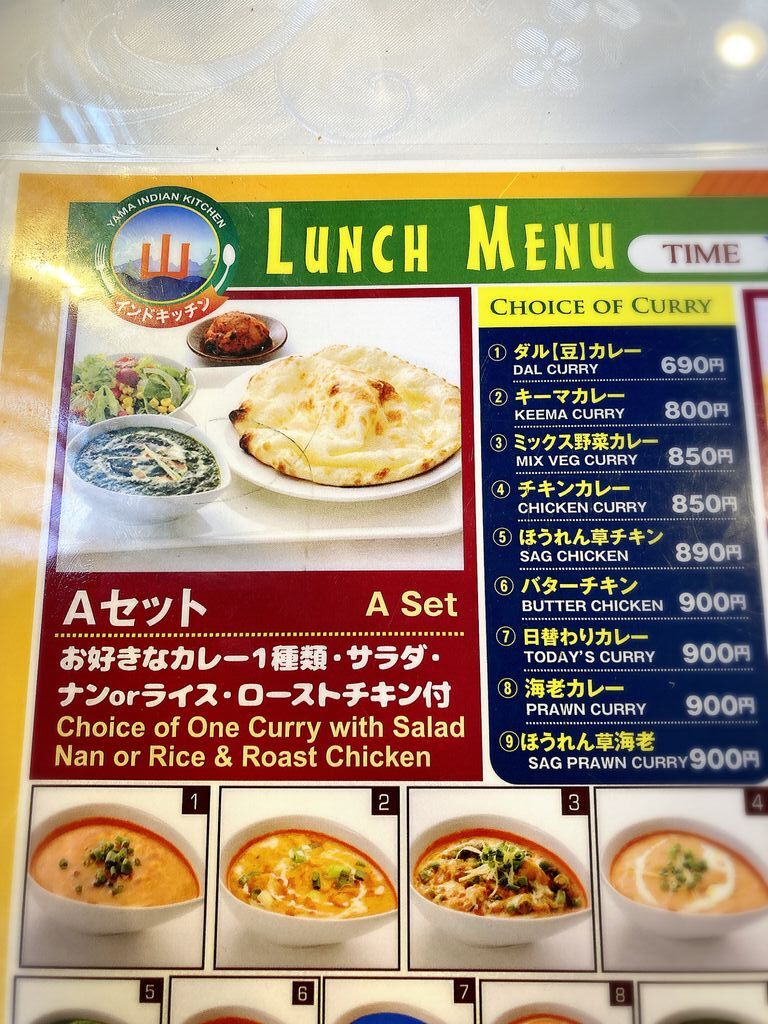 YAMA INDIAN KITCHEN
山
インドキッチン
LUNCH MENU
TIME
CHOICE OF CURRY
① ダル【豆】カレー
DAL CURRY 690円
② キーマカレー
KEEMA CURRY 800円
③ ミックス野菜カレー
MIX VEG CURRY 850円
④ チキンカレー
CHICKEN CURRY 850円
⑤ ほうれん草チキン
SAG CHICKEN 890円
⑥ バターチキン
BUTTER CHICKEN 900円
⑦ 日替わりカレー
TODAY'S CURRY 900円
⑧ 海老カレー
PRAWN CURRY 900円
⑨ ほうれん草海老
SAG PRAWN CURRY 900円
Aセット A Set
お好きなカレー1種類・サラダ・
ナンorライス・ローストチキン付
Choice of One Curry with Salad
Nan or Rice & Roast Chicken
1 2 3 4
5 6 7 8